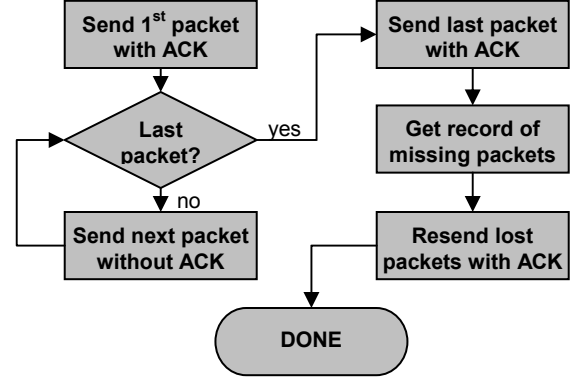 Send 1st packet
with ACK
Last
packet?
yes
no
Send next packet
without ACK
Send last packet
with ACK
Get record of
missing packets
Resend lost
packets with ACK
DONE